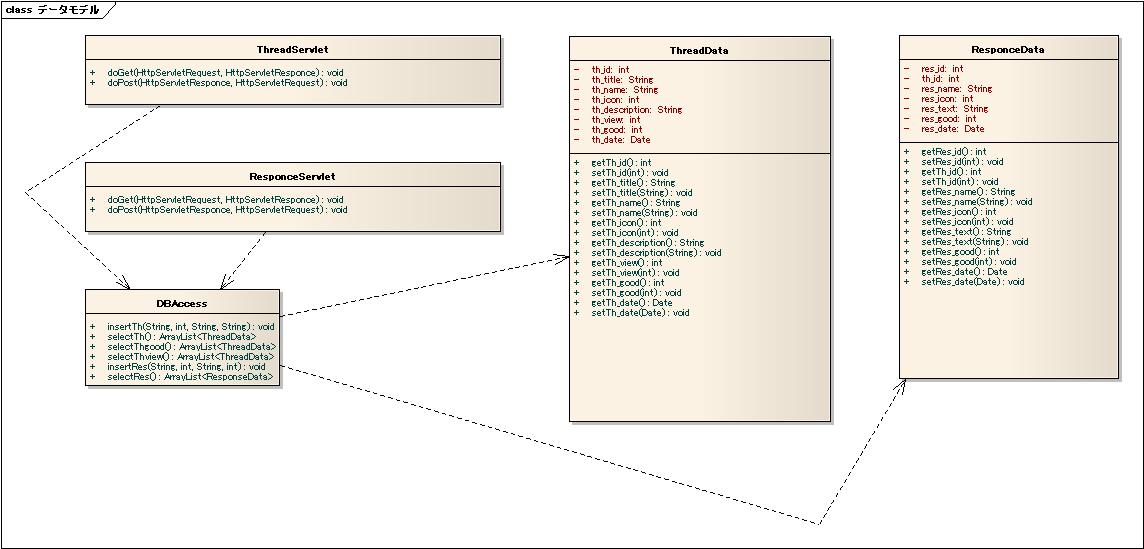 class データモデル
ThreadServlet
+ doGet(HttpServletRequest, HttpServletResponce) : void
+ doPost(HttpServletResponce, HttpServletRequest) : void
ResponceServlet
+ doGet(HttpServletRequest, HttpServletResponce) : void
+ doPost(HttpServletResponce, HttpServletRequest) : void
DBAccess
+ insertTh(String, int, String, String) : void
+ selectTh() : ArrayList<ThreadData>
+ selectThgood() : ArrayList<ThreadData>
+ selectThview() : ArrayList<ThreadData>
+ insertRes(String, int, String, int) : void
+ selectRes() : ArrayList<ResponseData>
ThreadData
- th_id: int
- th_title: String
- th_name: String
- th_icon: int
- th_description: String
- th_view: int
- th_good: int
- th_date: Date
+ getTh_id() : int
+ setTh_id(int) : void
+ getTh_title() : String
+ setTh_title(String) : void
+ getTh_name() : String
+ setTh_name(String) : void
+ getTh_icon() : int
+ setTh_icon(int) : void
+ getTh_description() : String
+ setTh_description(String) : void
+ getTh_view() : int
+ setTh_view(int) : void
+ getTh_good() : int
+ setTh_good(int) : void
+ getTh_date() : Date
+ setTh_date(Date) : void
ResponceData
- res_id: int
- th_id: int
- res_name: String
- res_icon: int
- res_text: String
- res_good: int
- res_date: Date
+ getRes_id() : int
+ setRes_id(int) : void
+ getTh_id() : int
+ setTh_id(int) : void
+ getRes_name() : String
+ setRes_name(String) : void
+ getRes_icon() : int
+ setRes_icon(int) : void
+ getRes_text() : String
+ setRes_text(String) : void
+ getRes_good() : int
+ setRes_good(int) : void
+ getRes_date() : Date
+ setRes_date(Date) : void